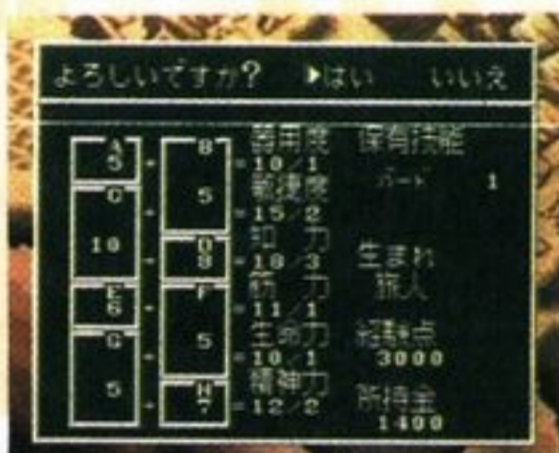 よろしいですか? ▶はい いいえ
A 5 + B 5 = 器用度 10/1
C 10 + = 敏捷度 15/2
+ D 8 = 知力 18/3
E 6 + F 5 = 筋力 11/1
G 5 + = 生命力 10/1
+ H 7 = 精神力 12/2
保有技能
バード 1
生まれ
旅人
経験点
3000
所持金
1400